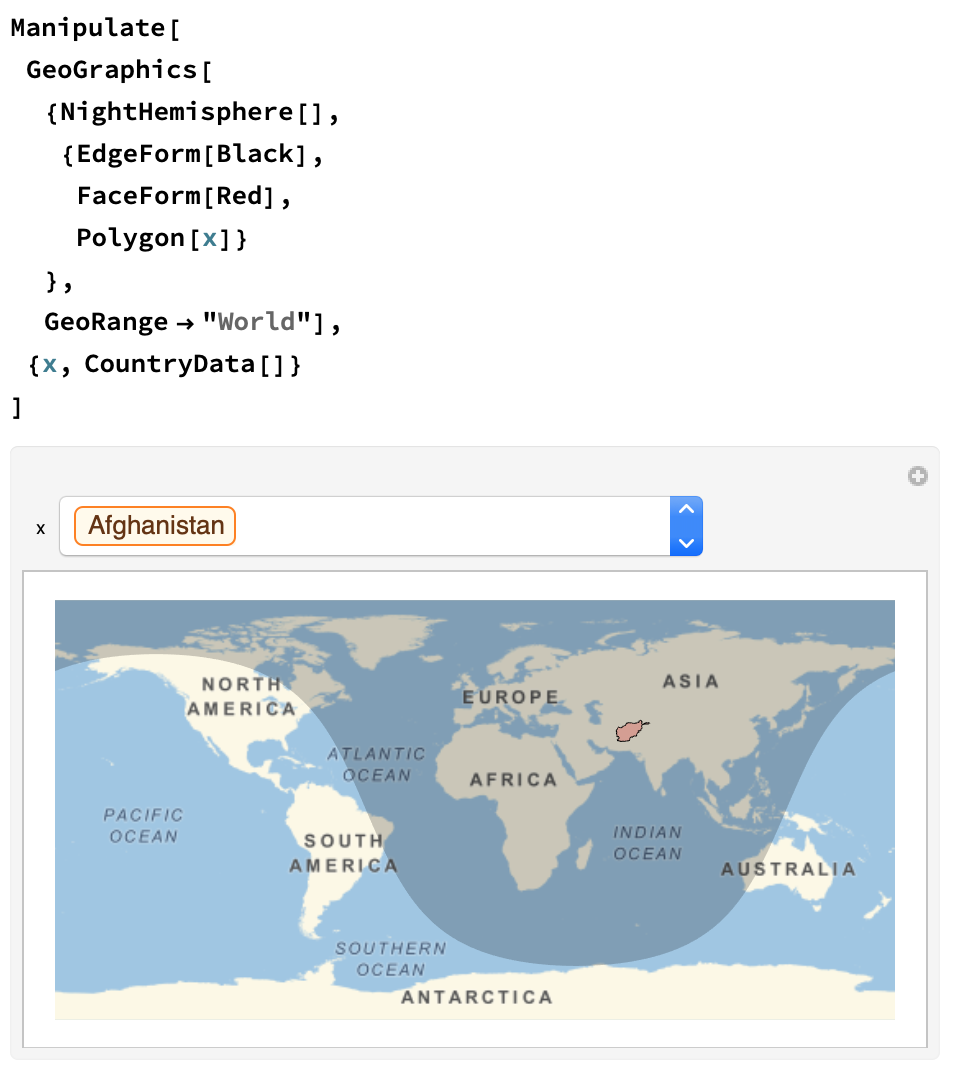 Manipulate[
GeoGraphics[
{NightHemisphere[],
{EdgeForm[Black],
FaceForm[Red],
Polygon[x]}
},
GeoRange → "World"],
{x, CountryData[]}
]
x Afghanistan
NORTH
AMERICA
EUROPE
ASIA
ATLANTIC
OCEAN
AFRICA
PACIFIC
OCEAN
INDIAN
OCEAN
SOUTH
AMERICA
AUSTRALIA
SOUTHERN
OCEAN
ANTARCTICA